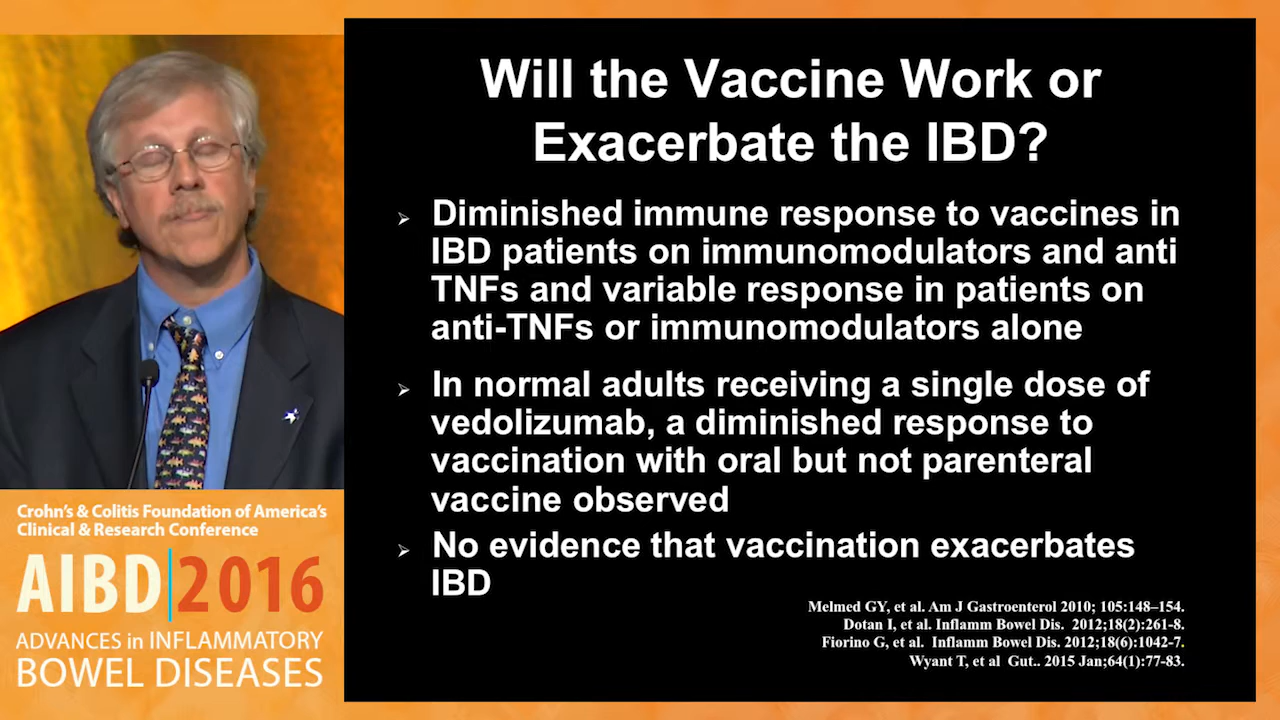 Will the Vaccine Work or
Exacerbate the IBD?
Diminished immune response to vaccines in
IBD patients on immunomodulators and anti
TNFs and variable response in patients on
anti-TNFs or immunomodulators alone
In normal adults receiving a single dose of
vedolizumab, a diminished response to
vaccination with oral but not parenteral
vaccine observed
No evidence that vaccination exacerbates
IBD
Melmed GY, et al. Am J Gastroenterol 2010; 105:148–154.
Dotan I, et al. Inflamm Bowel Dis. 2012;18(2):261-8.
Fiorino G, et al. Inflamm Bowel Dis. 2012;18(6):1042-7.
Wyant T, et al Gut.. 2015 Jan;64(1):77-83.
Crohn's & Colitis Foundation of America's
Clinical & Research Conference
AIBD|2016
ADVANCES in INFLAMMATORY
BOWEL DISEASES